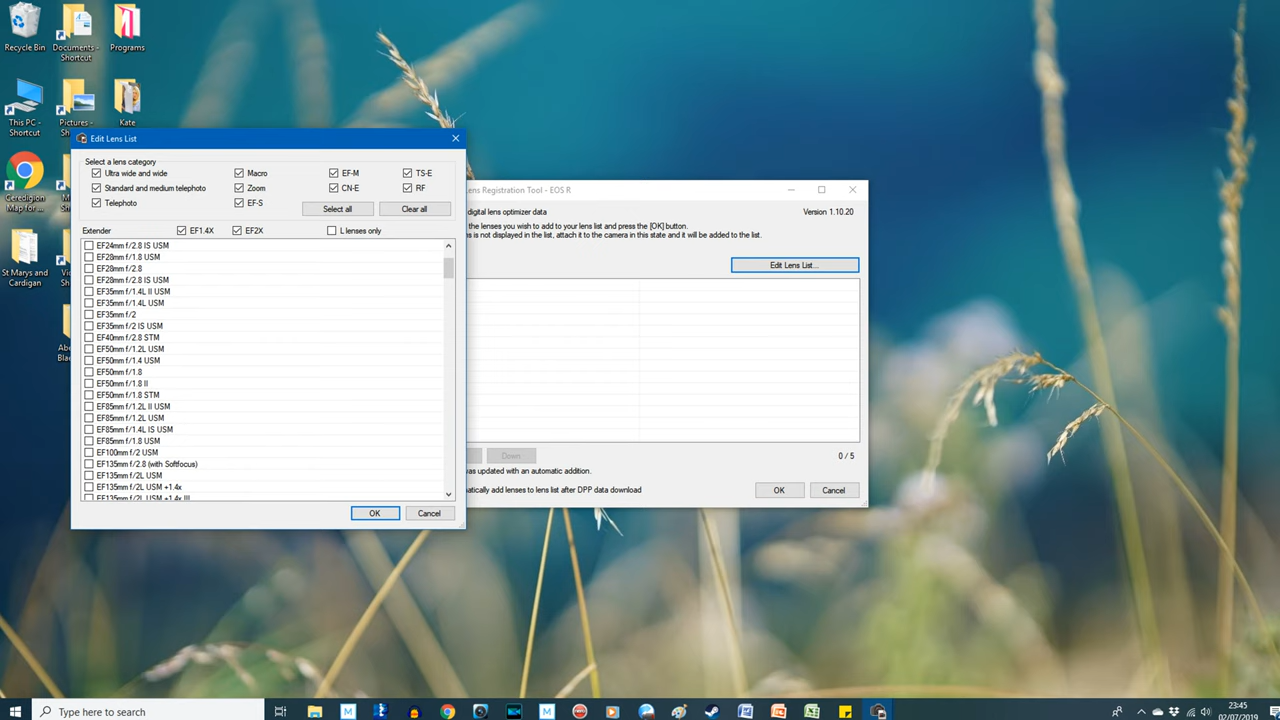 Recycle Bin
Documents - Shortcut
Programs
This PC - Shortcut
Pictures -
Kate
Ceredigion Map for ...
St Marys and Cardigan
Edit Lens List
Select a lens category
Ultra wide and wide
Macro
EF-M
TS-E
Standard and medium telephoto
Zoom
CN-E
RF
Telephoto
EF-S
Select all
Clear all
Extender
EF1.4X
EF2X
L lenses only
EF24mm f/2.8 IS USM
EF28mm f/1.8 USM
EF28mm f/2.8
EF28mm f/2.8 IS USM
EF35mm f/1.4L II USM
EF35mm f/1.4L USM
EF35mm f/2
EF35mm f/2 IS USM
EF40mm f/2.8 STM
EF50mm f/1.2L USM
EF50mm f/1.4 USM
EF50mm f/1.8
EF50mm f/1.8 II
EF50mm f/1.8 STM
EF85mm f/1.2L II USM
EF85mm f/1.2L USM
EF85mm f/1.4L IS USM
EF85mm f/1.8 USM
EF100mm f/2 USM
EF135mm f/2.8 (with Softfocus)
EF135mm f/2L USM
EF135mm f/2L USM +1.4x
EF135mm f/2L USM +1.4x III
OK
Cancel
Lens Registration Tool - EOS R
digital lens optimizer data
Version 1.10.20
the lenses you wish to add to your lens list and press the [OK] button.
is not displayed in the list, attach it to the camera in this state and it will be added to the list.
Edit Lens List...
Down
0 / 5
was updated with an automatic addition.
add lenses to lens list after DPP data download
OK
Cancel
Type here to search
23:45
02/07/2019